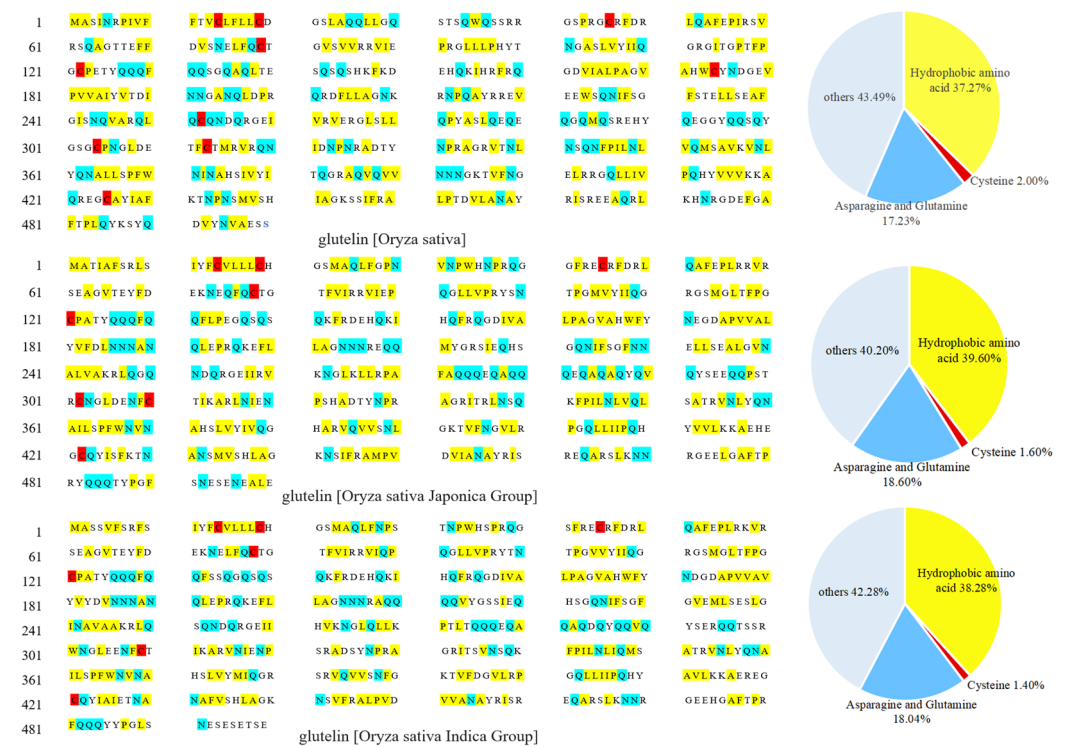 1 MASINRPIVF FTVCLFLLCD GSLAQQLLGQ STSQWQSSRR GSPRGCRFDR LQAFEPIRSV
61 RSQAGTTEFF DVSNELFQCT GVSVVRRVIE PRGLLLPHYT NGASLVYIIQ GRGITGPTFP
121 GCPETYQQQF QQSGQAQLTE SQSQSHKFKD EHQKIHRFRQ GDVIALPAGV AHWCYNDGEV
181 PVVAIYVTDI NNGANQLDPR QRDFLLAGNK RNPQAYRREV EEWSQNIFSG FSTELLSEAF
241 GISNQVARQL QCQNDQRGEI VRVERGLSLL QPYASLQEQE QGQMQSREHY QEGGYQQSQY
301 GSGCPNGLDE TFCTMRVRQN IDNPNRADTY NPRAGRVTNL NSQNFPILNL VQMSAVKVNL
361 YQNALLSPFW NINAHSIVYI TQGRAQVQVV NNNGKTVFNG ELRRGQLLIV PQHYVVVKKA
421 QREGCAYIAF KTNPNSMVSH IAGKSSIFRA LPTDVLANAY RISREEAQRL KHNRGDEFGA
481 FTPLQYKSYQ DVYNVAESS
glutelin [Oryza sativa]
others 43.49%
Hydrophobic amino
acid 37.27%
Cysteine 2.00%
Asparagine and Glutamine
17.23%
1 MATIAFSRLS IYFCVLLLCH GSMAQLFGPN VNPWHNPRQG GFRECRFDRL QAFEPLRRVR
61 SEAGVTEYFD EKNEQFQCTG TFVIRRVIEP QGLLVPRYSN TPGMVYIIQG RGSMGLTFPG
121 CPATYQQQFQ QFLPEGQSQS QKFRDEHQKI HQFRQGDIVA LPAGVAHWFY NEGDAPVVAL
181 YVFDLNNNAN QLEPRQKEFL LAGNNNREQQ MYGRSIEQHS GQNIFSGFNN ELLSEALGVN
241 ALVAKRLQGQ NDQRGEIIRV KNGLKLLRPA FAQQQEQAQQ QEQAQAQYQV QYSEEQQPST
301 RCNGLDENFC TIKARLNIEN PSHADTYNPR AGRITRLNSQ KFPILNLVQL SATRVNLYQN
361 AILSPFWNVN AHSLVYIVQG HARVQVVSNL GKTVFNGVLR PGQLLIIPQH YVVLKKAEHE
421 GCQYISFKTN ANSMVSHLAG KNSIFRAMPV DVIANAYRIS REQARSLKNN RGEELGAFTP
481 RYQQQTYPGF SNESENEALE
glutelin [Oryza sativa Japonica Group]
others 40.20%
Hydrophobic amino
acid 39.60%
Cysteine 1.60%
Asparagine and Glutamine
18.60%
1 MASSVFSRFS IYFCVLLLCH GSMAQLFNPS TNPWHSPRQG SFRECRFDRL QAFEPLRKVR
61 SEAGVTEYFD EKNELFQCTG TFVIRRVIQP QGLLVPRYTN TPGVVYIIQG RGSMGLTFPG
121 CPATYQQQFQ QFSSQGQSQS QKFRDEHQKI HQFRQGDIVA LPAGVAHWFY NDGDAPVVAV
181 YVYDVNNNAN QLEPRQKEFL LAGNNNRAQQ QQVYGSSIEQ HSGQNIFSGF GVEMLSESLG
241 INAVAAKRLQ SQNDQRGEII HVKNGLQLLK PTLTQQQEQA QAQDQYQQVQ YSERQQTSSR
301 WNGLEENFCT IKARVNIENP SRADSYNPRA GRITSVNSQK FPILNLIQMS ATRVNLYQNA
361 ILSPFWNVNA HSLVYMIQGR SRVQVVSNFG KTVFDGVLRP GQLLIIPQHY AVLKKAEREG
421 CQYIAIETNA NAFVSHLAGK NSVFRALPVD VVANAYRISR EQARSLKNNR GEEHGAFTPR
481 FQQQYYPGLS NESESETSE
glutelin [Oryza sativa Indica Group]
others 42.28%
Hydrophobic amino
acid 38.28%
Cysteine 1.40%
Asparagine and Glutamine
18.04%